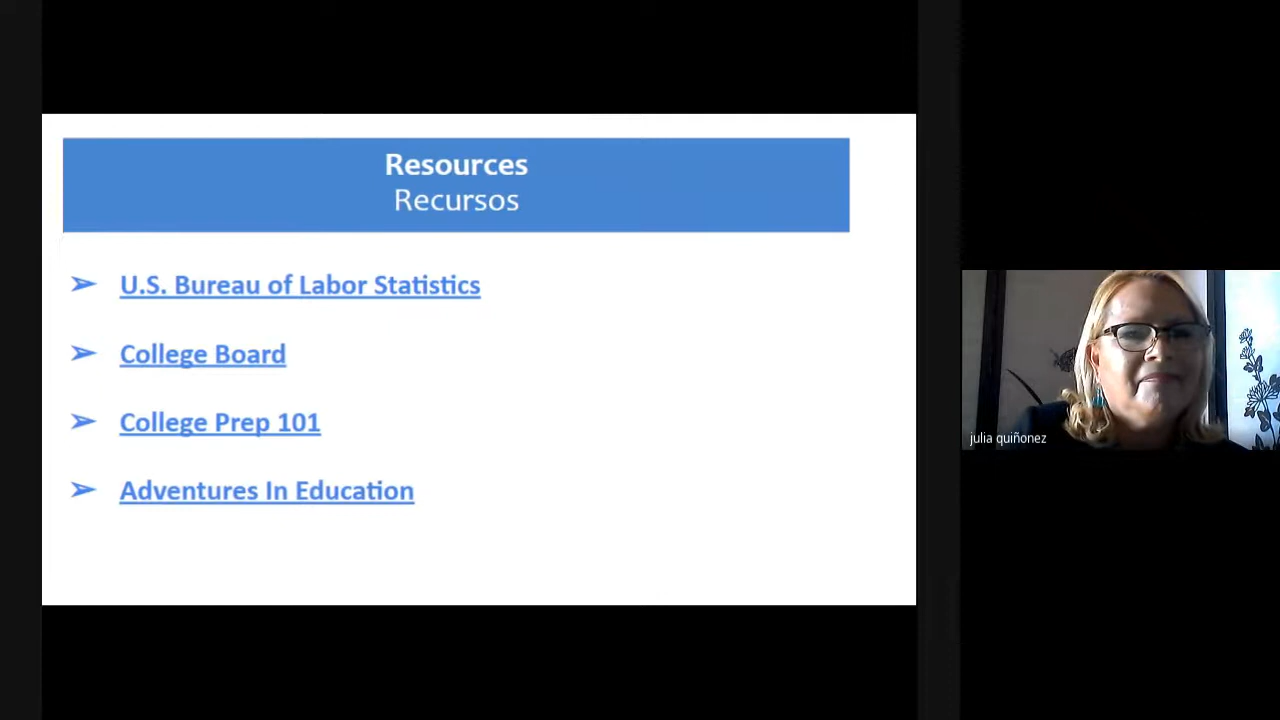 Resources
Recursos
➢ U.S. Bureau of Labor Statistics
➢ College Board
➢ College Prep 101
➢ Adventures In Education
julia quiñonez